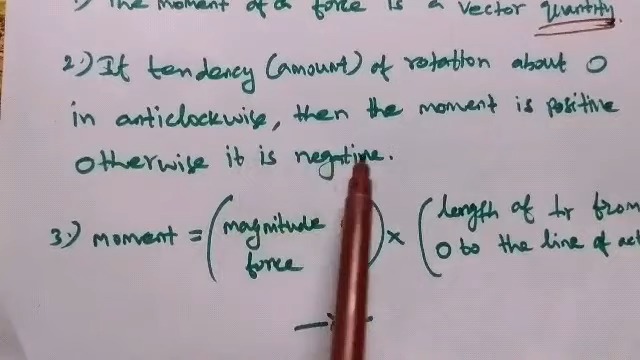 1.) The moment of a force is a vector quantity.
2.) If tendency (amount) of rotation about O
in anticlockwise, then the moment is positive
otherwise it is negative.
3.) moment = (magnitude force) × (length of ⊥r from O to the line of